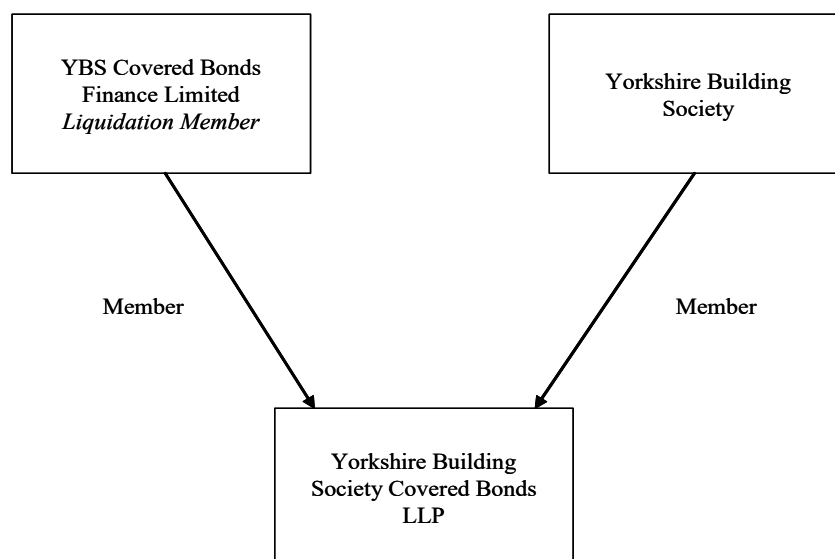 YBS Covered Bonds
Finance Limited
Liquidation Member
Yorkshire Building
Society
Member
Member
Yorkshire Building
Society Covered Bonds
LLP